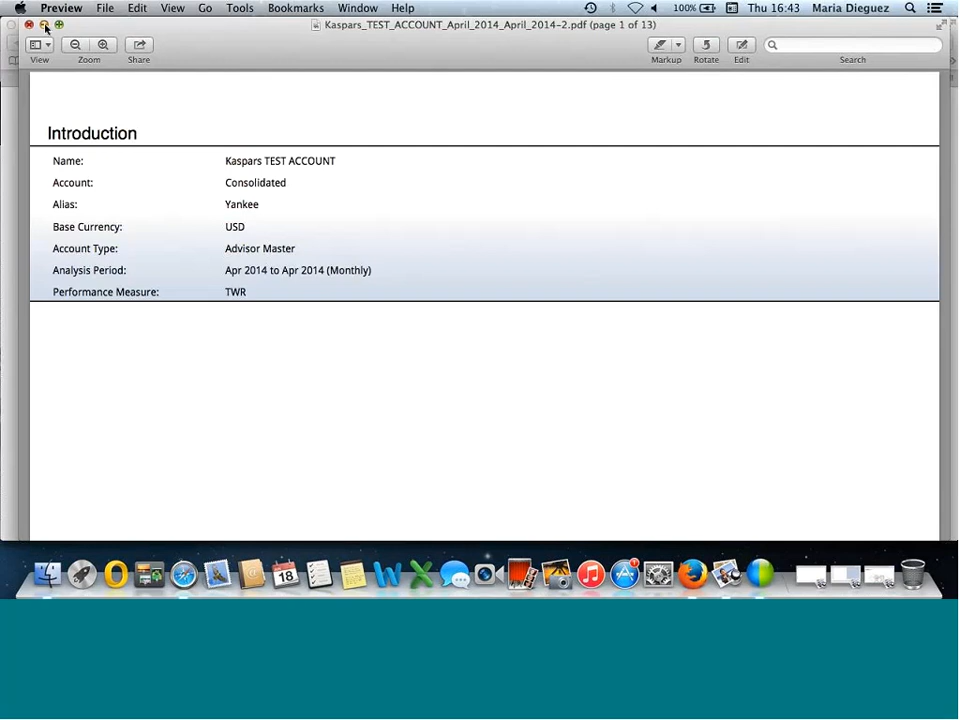 Preview File Edit View Go Tools Bookmarks Window Help 100% Thu 16:43 Maria Dieguez
Kaspars_TEST_ACCOUNT_April_2014_April_2014-2.pdf (page 1 of 13)
View Zoom Share Markup Rotate Edit Search
Introduction
Name: Kaspars TEST ACCOUNT
Account: Consolidated
Alias: Yankee
Base Currency: USD
Account Type: Advisor Master
Analysis Period: Apr 2014 to Apr 2014 (Monthly)
Performance Measure: TWR
18
1